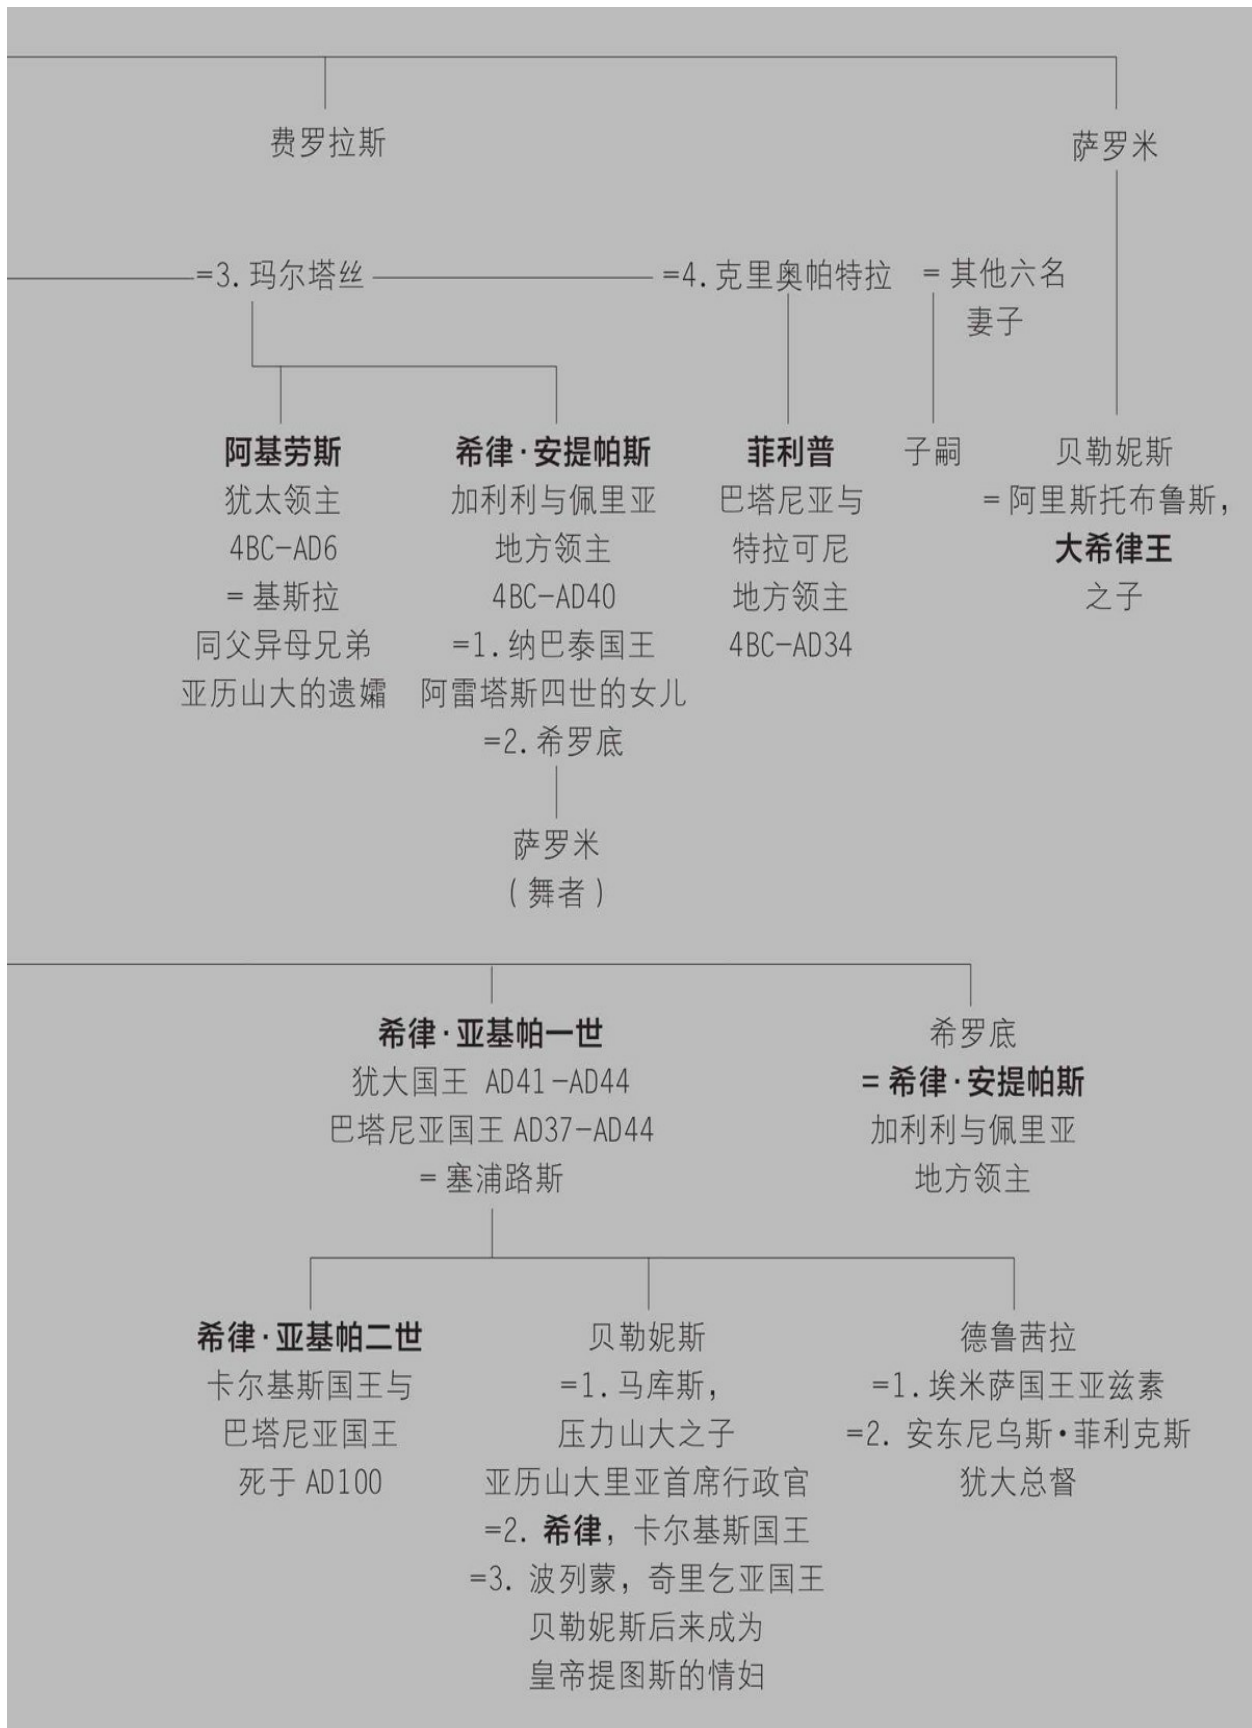 费罗拉斯
萨罗米
=3. 玛尔塔丝
=4. 克里奥帕特拉
= 其他六名
妻子
阿基劳斯
犹太领主
4BC-AD6
= 基斯拉
同父异母兄弟
亚历山大的遗孀
希律·安提帕斯
加利利与佩里亚
地方领主
4BC-AD40
=1. 纳巴泰国王
阿雷塔斯四世的女儿
=2. 希罗底
萨罗米
(舞者)
菲利普
巴塔尼亚与
特拉可尼
地方领主
4BC-AD34
子嗣
贝勒妮斯
= 阿里斯托布鲁斯,
大希律王
之子
希律·亚基帕一世
犹大国王 AD41-AD44
巴塔尼亚国王 AD37-AD44
= 塞浦路斯
希罗底
= 希律·安提帕斯
加利利与佩里亚
地方领主
希律·亚基帕二世
卡尔基斯国王与
巴塔尼亚国王
死于 AD100
贝勒妮斯
=1. 马库斯,
压力山大之子
亚历山大里亚首席行政官
=2. 希律, 卡尔基斯国王
=3. 波列蒙, 奇里乞亚国王
贝勒妮斯后来成为
皇帝提图斯的情妇
德鲁茜拉
=1. 埃米萨国王亚兹素
=2. 安东尼乌斯·菲利克斯
犹大总督